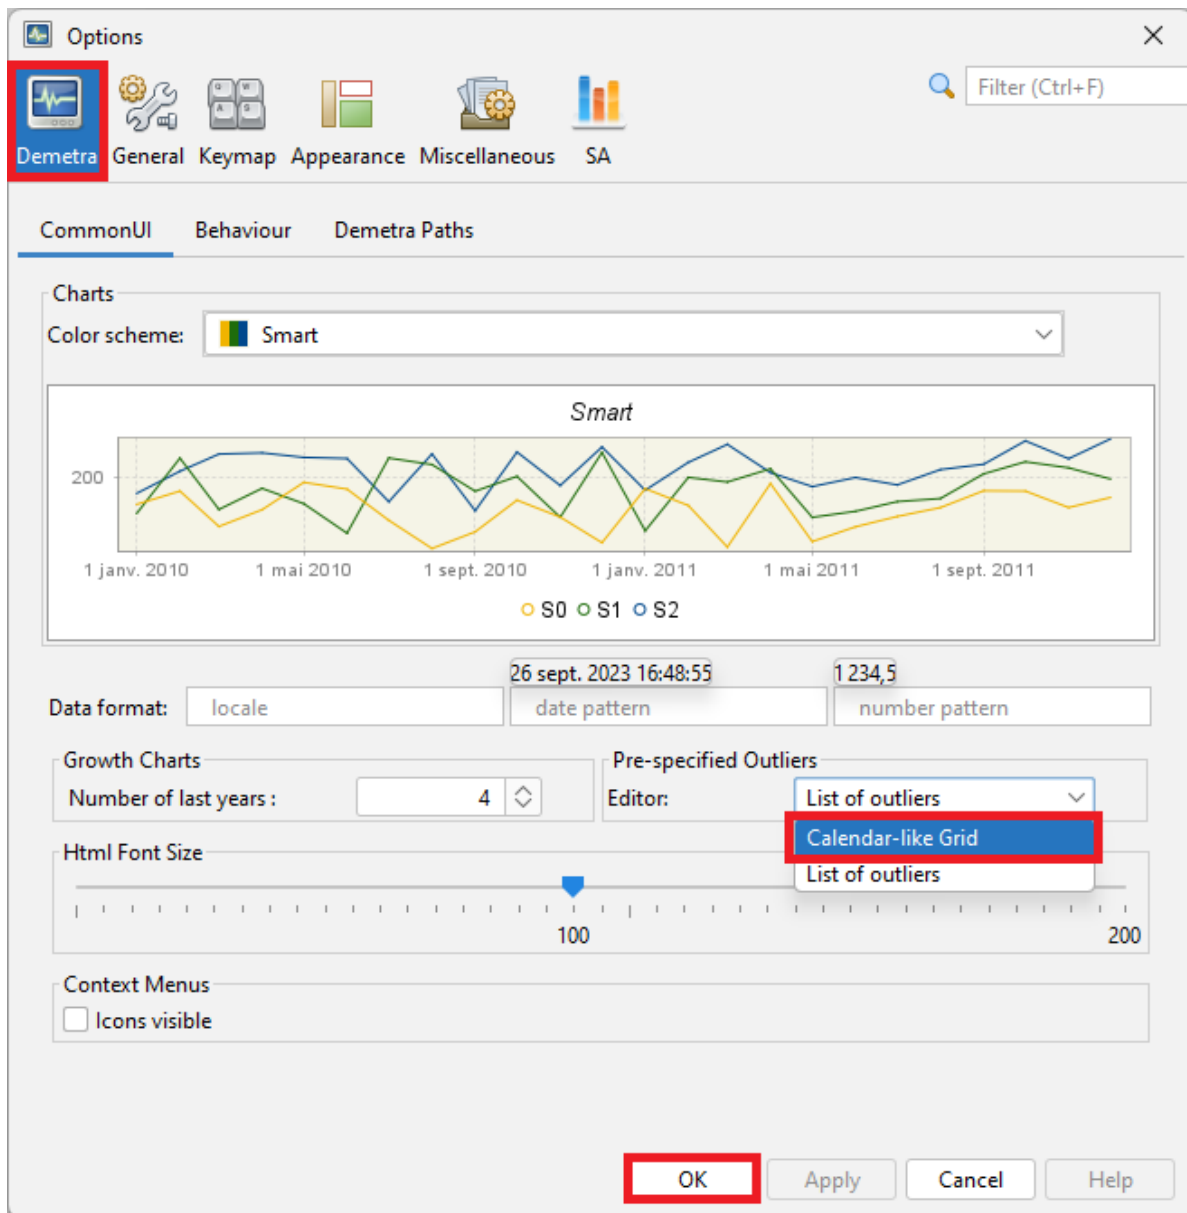 Options
Filter (Ctrl+F)
Demetra General Keymap Appearance Miscellaneous SA
CommonUI Behaviour Demetra Paths
Charts
Color scheme: Smart
Smart
200
1 janv. 2010 1 mai 2010 1 sept. 2010 1 janv. 2011 1 mai 2011 1 sept. 2011
S0 S1 S2
26 sept. 2023 16:48:55 1 234,5
Data format: locale date pattern number pattern
Growth Charts Pre-specified Outliers
Number of last years : 4 Editor: List of outliers
Calendar-like Grid
Html Font Size
List of outliers
100 200
Context Menus
Icons visible
OK Apply Cancel Help